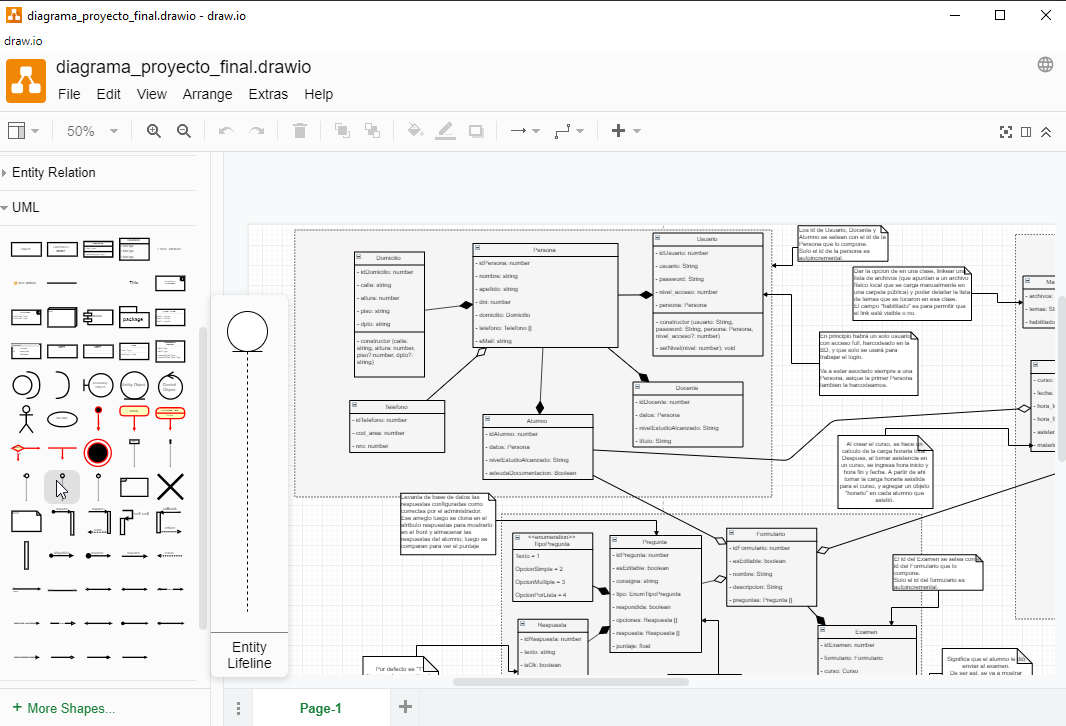 diagrama_proyecto_final.drawio - draw.io
draw.io
diagrama_proyecto_final.drawio
File Edit View Arrange Extras Help
50%
Entity Relation
UML
Title
package
Entity Object
Entity
Lifeline
+ More Shapes...
Page-1
Domicilio
- idDomicilio: number
- calle: string
- altura: number
- piso: string
- dpto: string
- constructor (calle:
string, altura: number,
piso?:number, dpto?:
string)
Persona
- idPersona: number
- nombre: string
- apellido: string
- dni: number
- domicilio: Domicilio
- telefono: Telefono []
- eMail: string
Usuario
- idUsuario: number
- usuario: String
- password: String
- nivel_acceso: number
- persona: Persona
- constructor (usuario: String,
password: String, persona: Persona,
nivel_acceso?: number)
- setNivel(nivel: number): void
Los id de Usuario, Docente y
Alumno se setean con el id de la
Persona que lo compone.
Solo el id de la persona es
autoincremental.
Dar la opcion de en una clase, linkear una
lista de archivos (que apuntan a un archivo
fisico local que se carga manualmente en
una carpeta pública) y poder detallar la lista
de temas que se tocaron en esa clase.
El campo "habilitado" es para permitir que
el link esté visible o no.
En principio habrá un solo usuario
con acceso full, harcodeado en la
BD, y que solo se usará para
trabajar el login.
Va a estar asociado siempre a una
Persona, asique la primer Persona
tambien la harcodeamos.
Telefono
- idTelefono: number
- cod_area: number
- nro: number
Alumno
- idAlumno: number
- datos: Persona
- nivelEstudioAlcanzado: String
- adeudaDocumentacion: Boolean
Docente
- idDocente: number
- datos: Persona
- nivelEstudioAlcanzado: String
- titulo: String
Ma
- archivos:
- temas: St
- habilitado
- curso:
- fecha:
- hora_
- hora_f
- asisten
- materia
Al crear el curso, se hace un
calculo de la carga horaria total.
Despues, al tomar asistencia en
un curso, se ingresa hora inicio y
hora fin y fecha. A partir de ahi
tomar la carga horaria asistida
para el curso, y agregar un objeto
"horario" en cada alumno que
asistió.
Levanta de base de datos las
respuestas configuradas como
correctas por el administrador.
Ese arreglo luego se clona en el
atributo respuestas para mostrarlo
en el front y almacenar las
respuestas del alumno, luego se
comparan para ver el puntaje
<<enumeration>>
TipoPregunta
Texto = 1
OpcionSimple = 2
OpcionMultiple = 3
OpcionPorLista = 4
Pregunta
- idPregunta: number
- esEditable: boolean
- consigna: string
- tipo: EnumTipoPregunta
- respondida: boolean
- opciones: Respuesta []
- respuesta: Respuesta []
- puntaje: float
Formulario
- idFormulario: number
- esEditable: boolean
- nombre: String
- descripcion: String
- preguntas: Pregunta []
El id del Examen se setea con el
id del Formulario que lo
compone.
Solo el id del formulario es
autoincremental.
Respuesta
- idRespuesta: number
- texto: string
- isOk: boolean
Examen
- idExamen: number
- formulario: Formulario
- curso: Curso
Por defecto es "1"
Significa que el alumno le dió
enviar al examen.
De ser asi, se va a mostrar